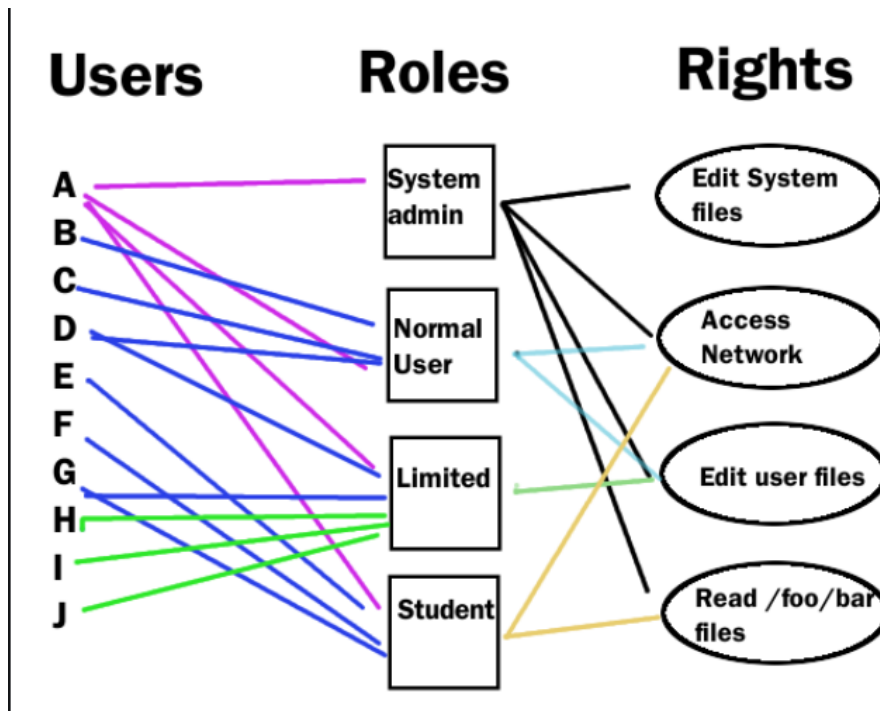 Users
Roles
Rights
A
B
C
D
E
F
G
H
I
J
System
admin
Normal
User
Limited
Student
Edit System
files
Access
Network
Edit user files
Read /foo/bar
files